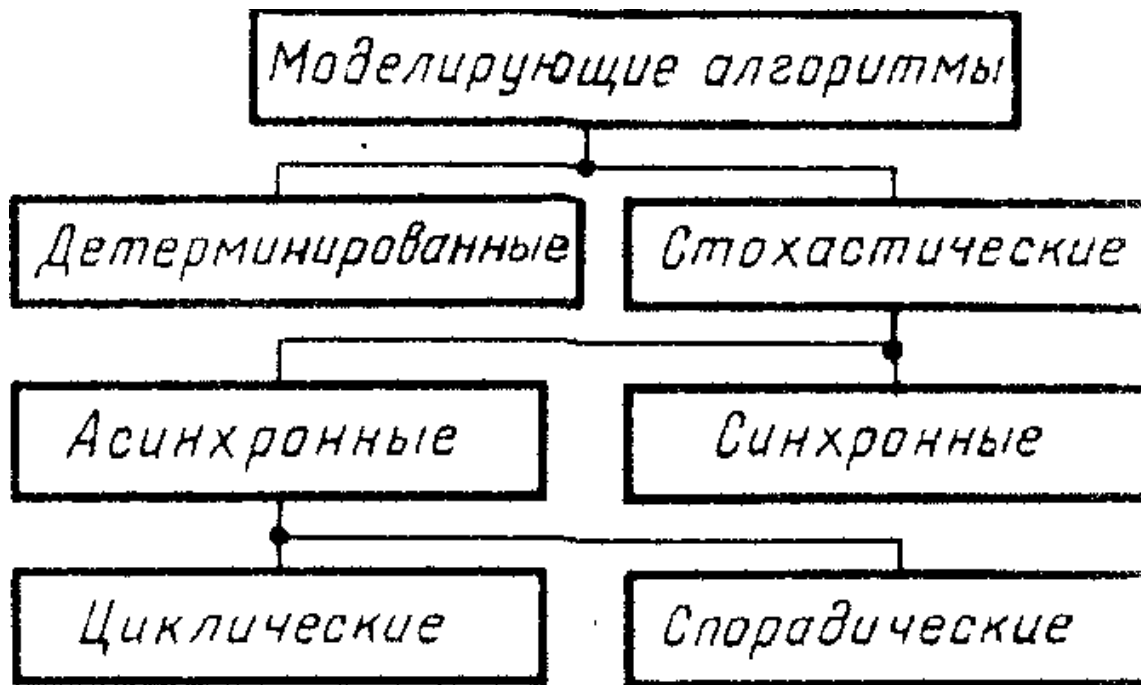 Моделирующие алгоритмы
Детерминированные
Стохастические
Асинхронные
Синхронные
Циклические
Спорадические